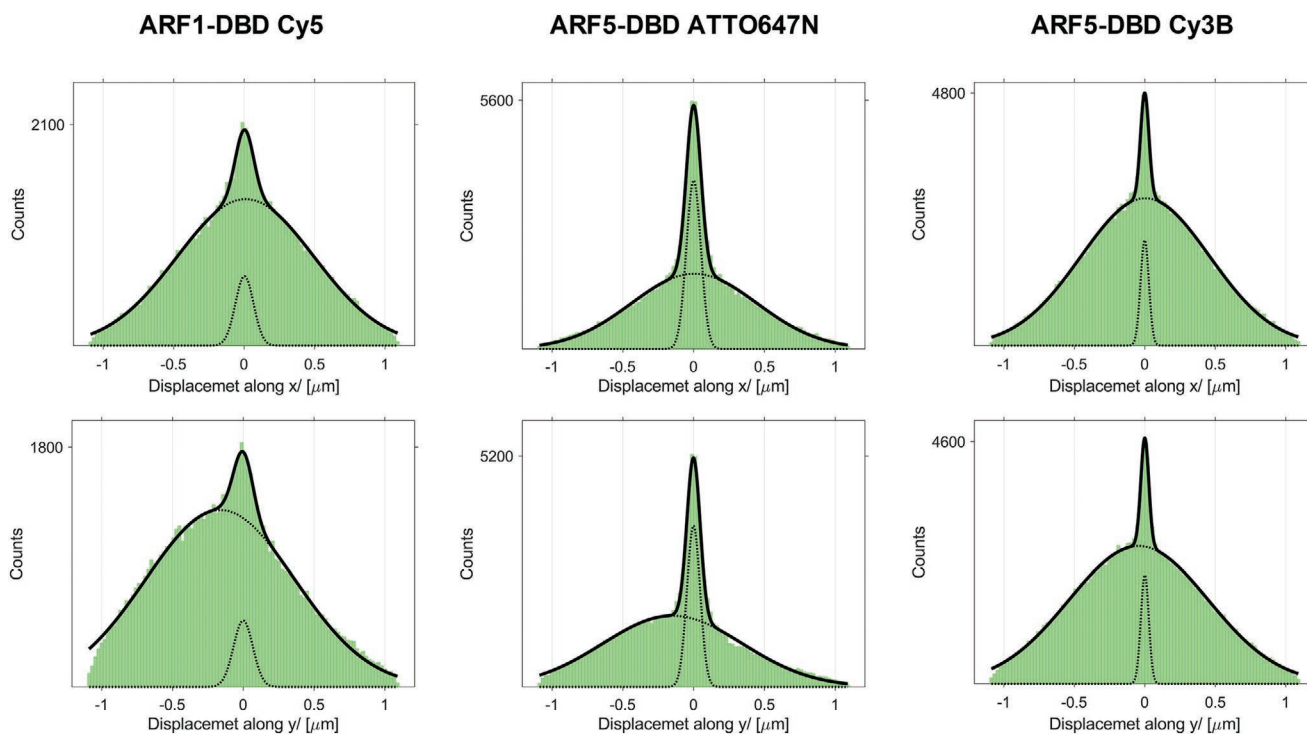 ARF1-DBD Cy5
ARF5-DBD ATTO647N
ARF5-DBD Cy3B
2100
Counts
-1 -0.5 0 0.5 1
Displacemet along x/ [μm]
5600
Counts
-1 -0.5 0 0.5 1
Displacemet along x/ [μm]
4800
Counts
-1 -0.5 0 0.5 1
Displacemet along x/ [μm]
1800
Counts
-1 -0.5 0 0.5 1
Displacemet along y/ [μm]
5200
Counts
-1 -0.5 0 0.5 1
Displacemet along y/ [μm]
4600
Counts
-1 -0.5 0 0.5 1
Displacemet along y/ [μm]